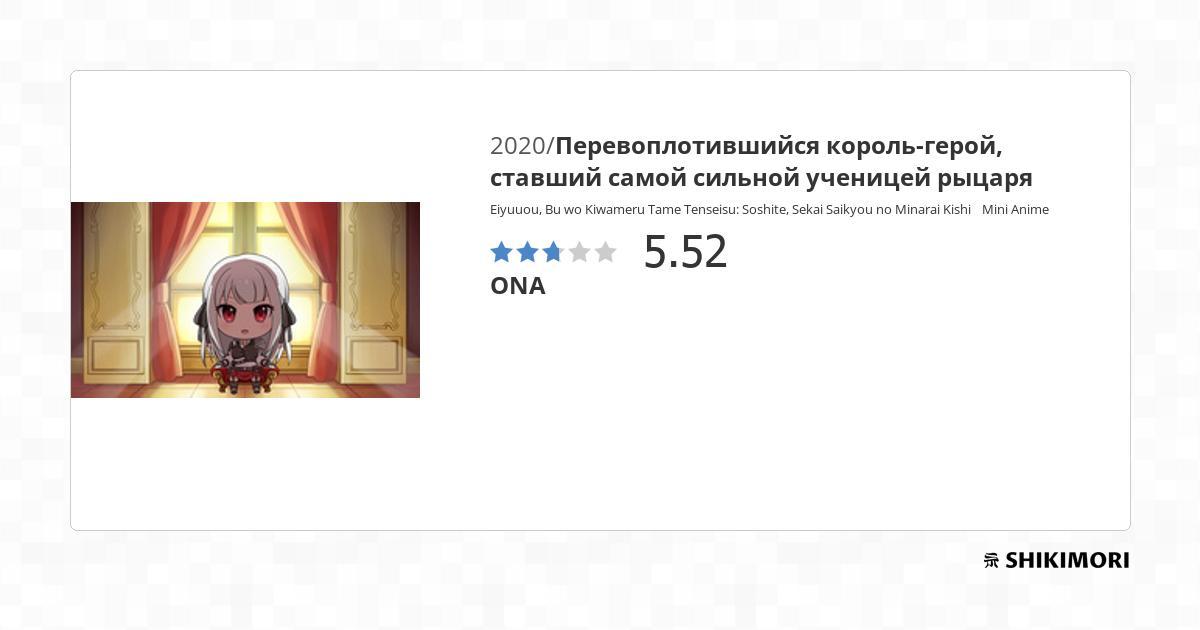 2020/Перевоплотившийся король-герой,
ставший самой сильной ученицей рыцаря
Eiyuuou, Bu wo Kiwameru Tame Tenseisu: Soshite, Sekai Saikyou no Minarai Kishi Mini Anime
5.52
ONA
SHIKIMORI